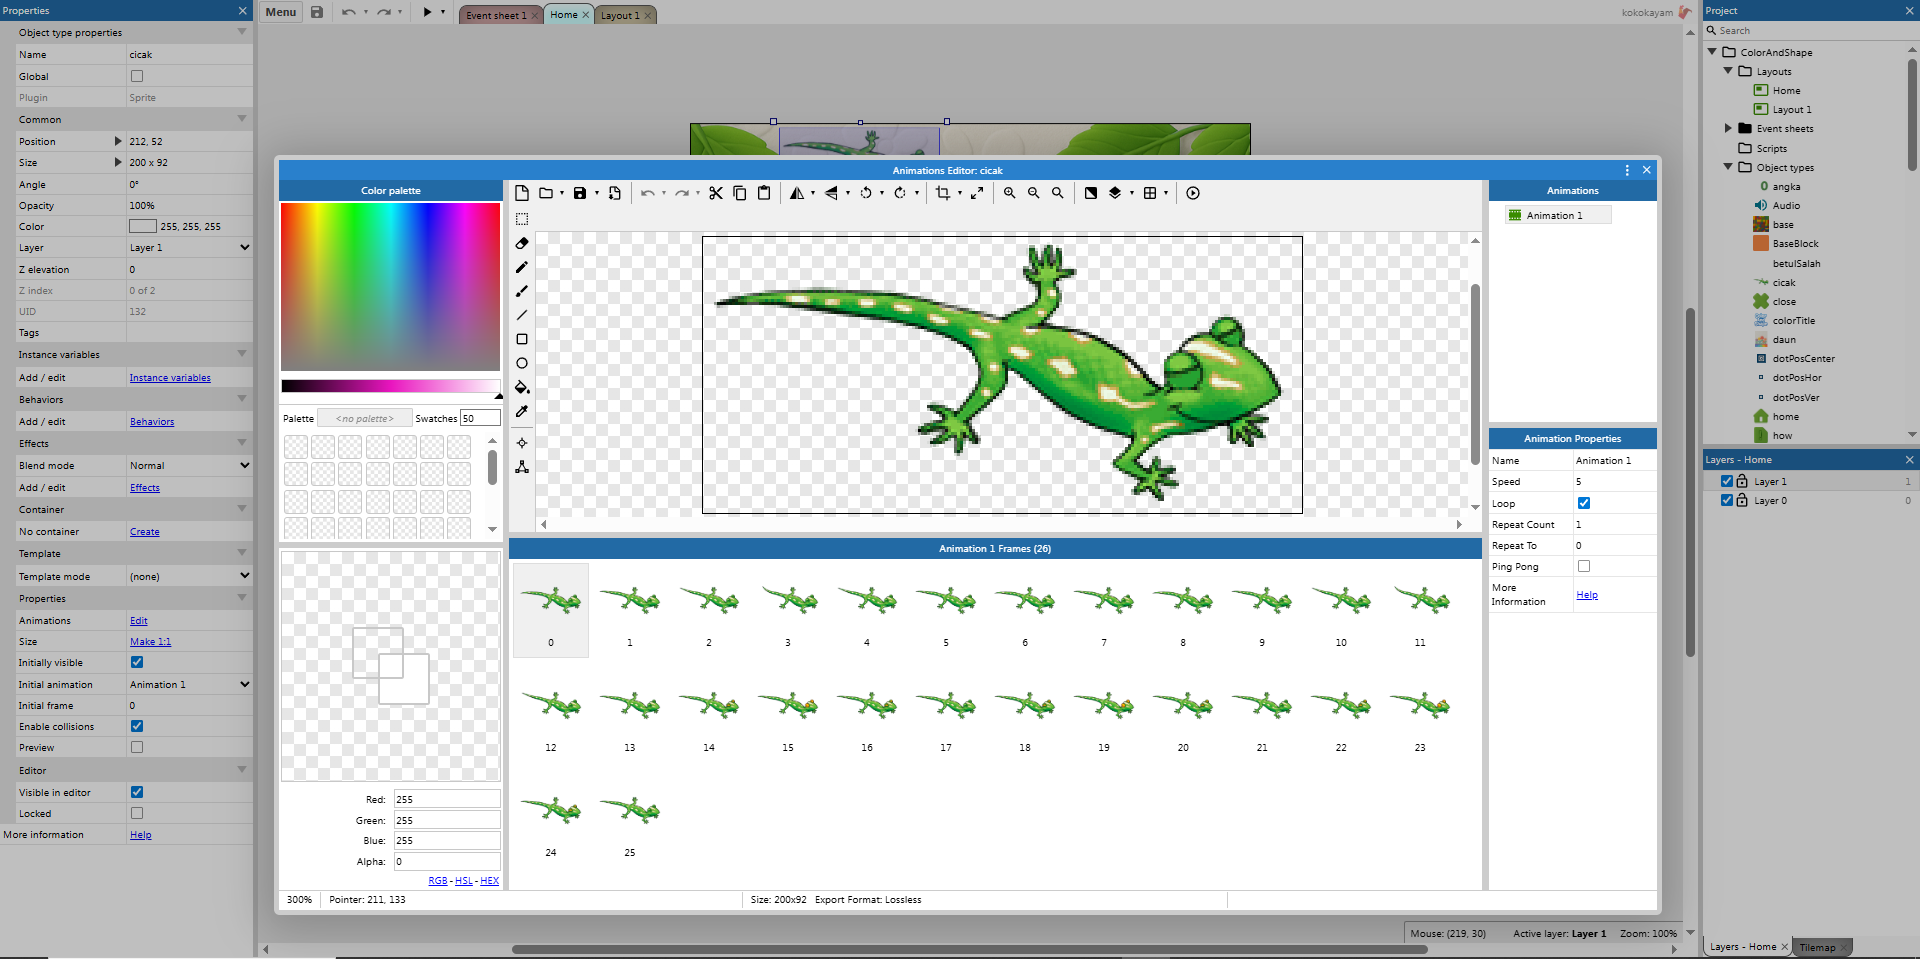 Properties
Object type properties
Name cicak
Global
Plugin Sprite
Common
Position 212, 52
Size 200 x 92
Angle 0°
Opacity 100%
Color 255, 255, 255
Layer Layer 1
Z elevation 0
Z index 0 of 2
UID 132
Tags
Instance variables
Add / edit Instance variables
Behaviors
Add / edit Behaviors
Effects
Blend mode Normal
Add / edit Effects
Container
No container Create
Template
Template mode (none)
Properties
Animations Edit
Size Make 1:1
Initially visible
Initial animation Animation 1
Initial frame 0
Enable collisions
Preview
Editor
Visible in editor
Locked
More information Help
Menu
Event sheet 1
Home
Layout 1
kokokayam
Animations Editor: cicak
Color palette
Palette <no palette> Swatches 50
Red: 255
Green: 255
Blue: 255
Alpha: 0
RGB - HSL - HEX
Animation 1 Frames (26)
0 1 2 3 4 5 6 7 8 9 10 11
12 13 14 15 16 17 18 19 20 21 22 23
24 25
Animations
Animation 1
Animation Properties
Name Animation 1
Speed 5
Loop
Repeat Count 1
Repeat To 0
Ping Pong
More
Information Help
300% Pointer: 211, 133 Size: 200x92 Export Format: Lossless
Mouse: (219, 30) Active layer: Layer 1 Zoom: 100%
Project
Search
ColorAndShape
Layouts
Home
Layout 1
Event sheets
Scripts
Object types
angka
Audio
base
BaseBlock
betulSalah
cicak
close
colorTitle
daun
dotPosCenter
dotPosHor
dotPosVer
home
how
Layers - Home
Layer 1 1
Layer 0 0
Layers - Home Tilemap